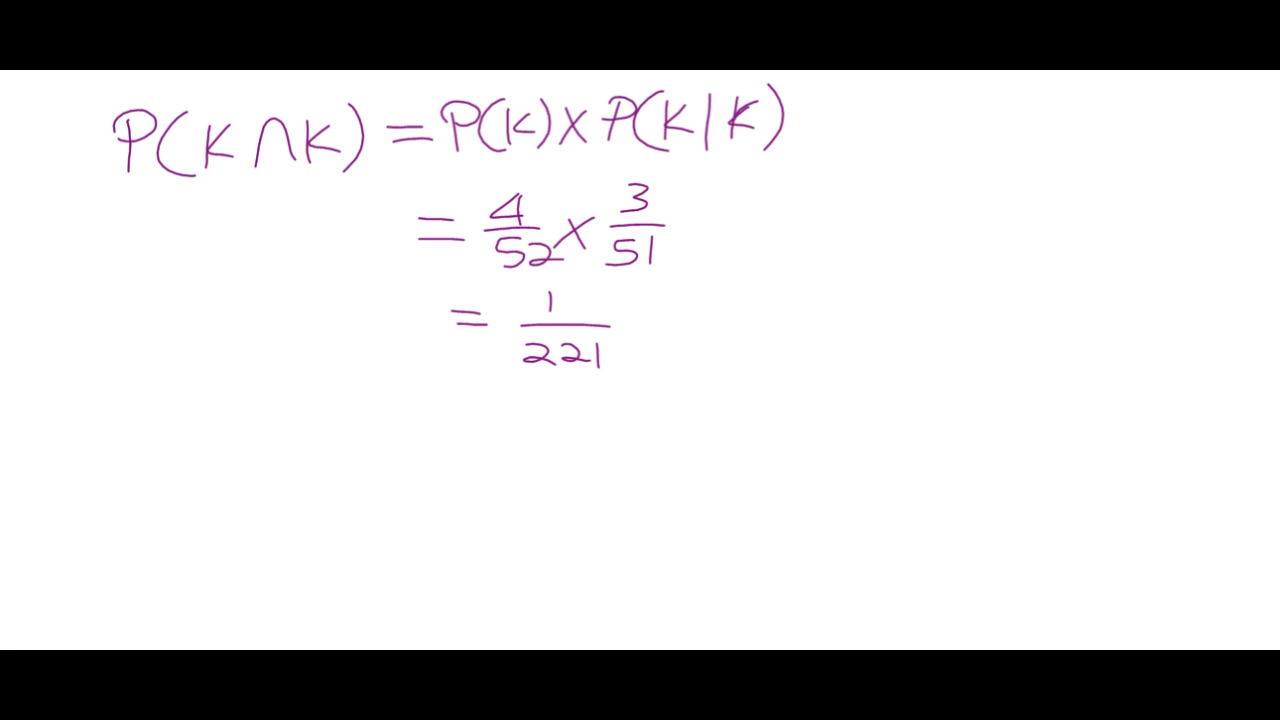 P(K∩K) = P(K) × P(K|K)
= 4/52 × 3/51
= 1/221